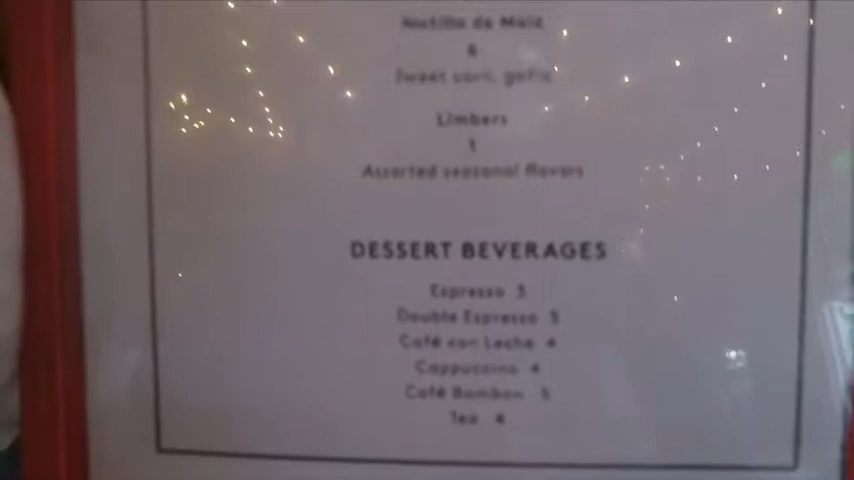 Natilla de Maíz
6
Sweet corn, gofio
Limbers
1
Assorted seasonal flavors
DESSERT BEVERAGES
Espresso 3
Double Espresso 5
Café con Leche 4
Cappuccino 4
Café Bombon 5
Tea 4